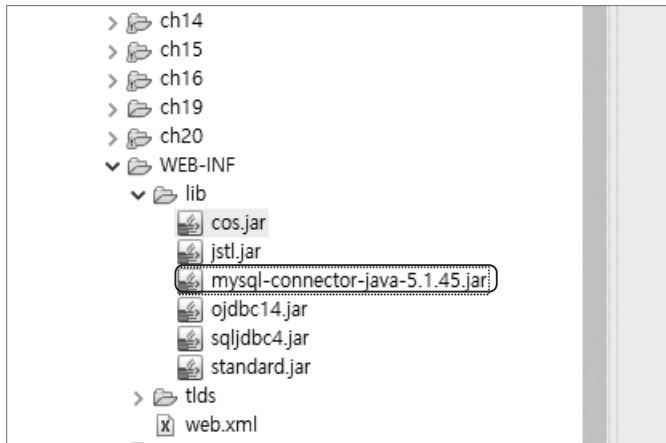 ch14
ch15
ch16
ch19
ch20
WEB-INF
lib
cos.jar
jstl.jar
mysql-connector-java-5.1.45.jar
ojdbc14.jar
sqljdbc4.jar
standard.jar
tlds
web.xml